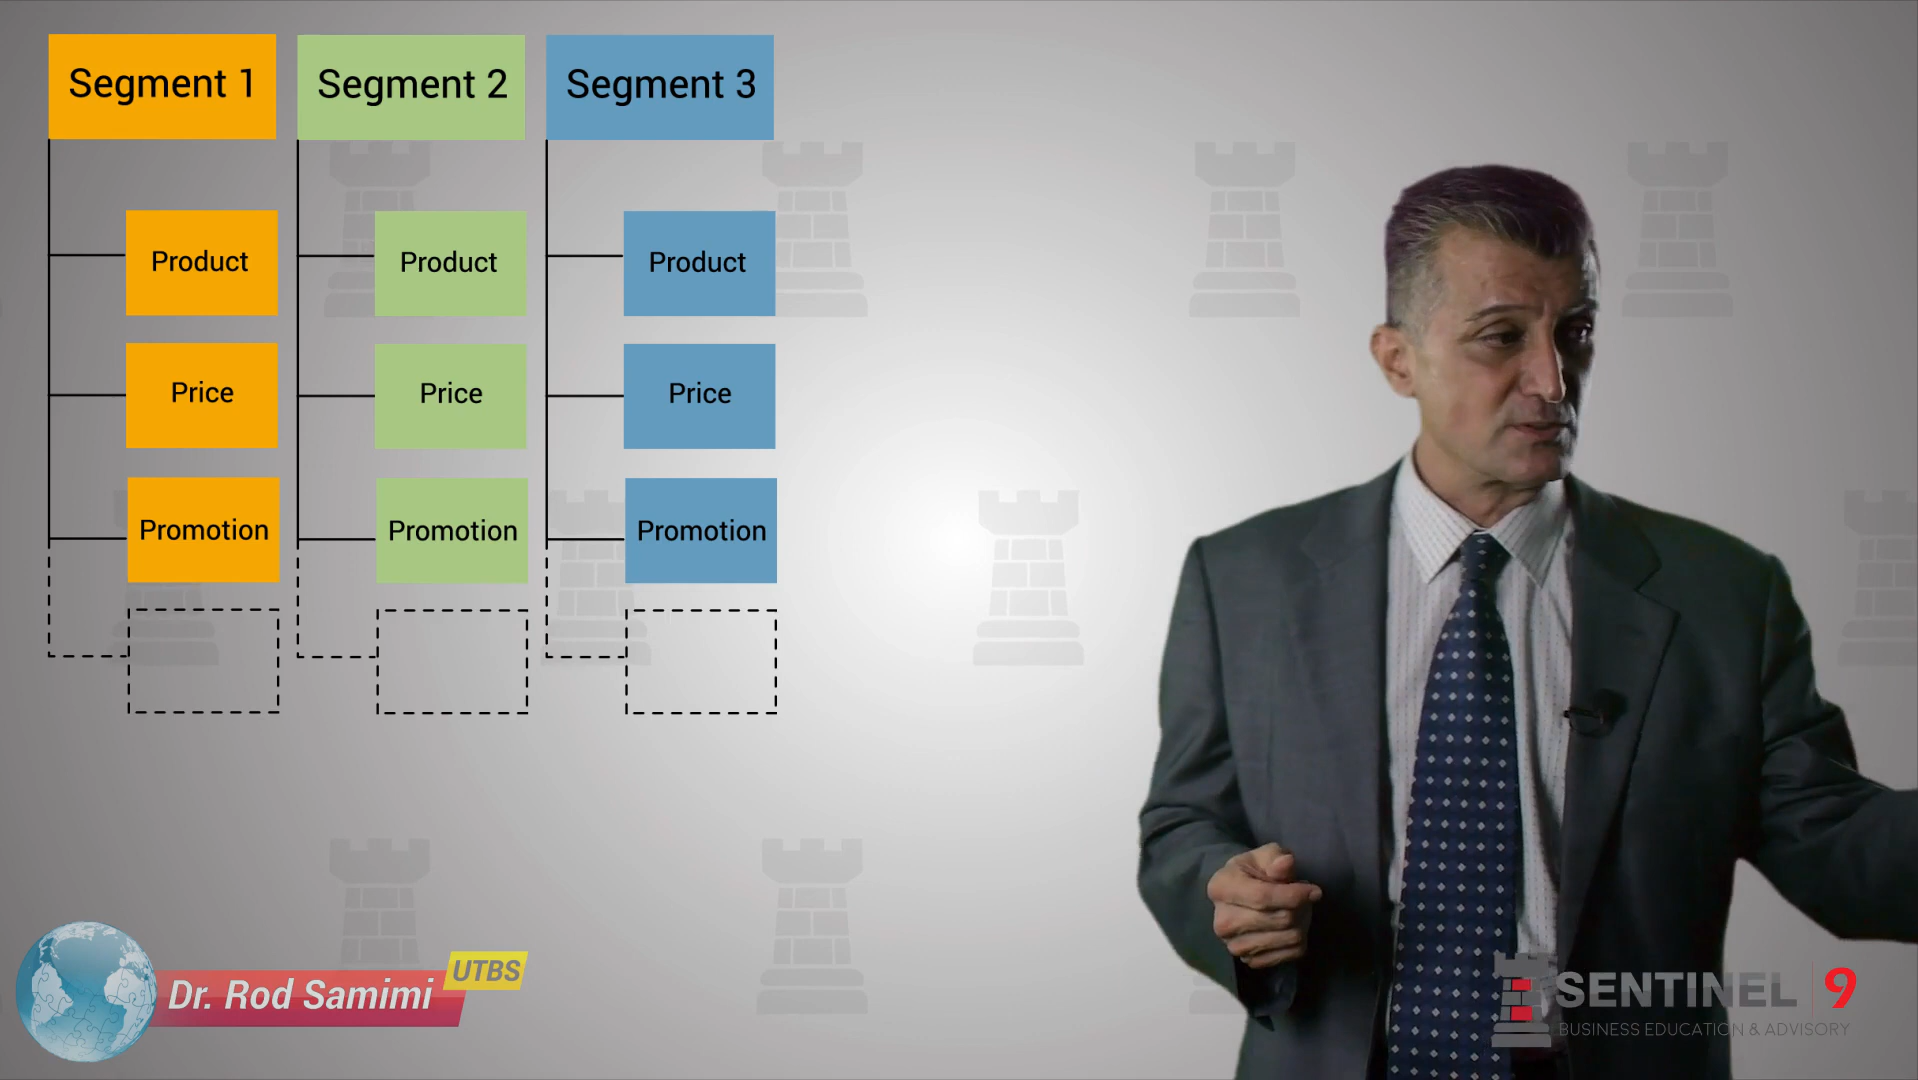 Segment 1
Segment 2
Segment 3
Product
Product
Product
Price
Price
Price
Promotion
Promotion
Promotion
Dr. Rod Samimi
UTBS
SENTINEL 9
BUSINESS EDUCATION & ADVISORY